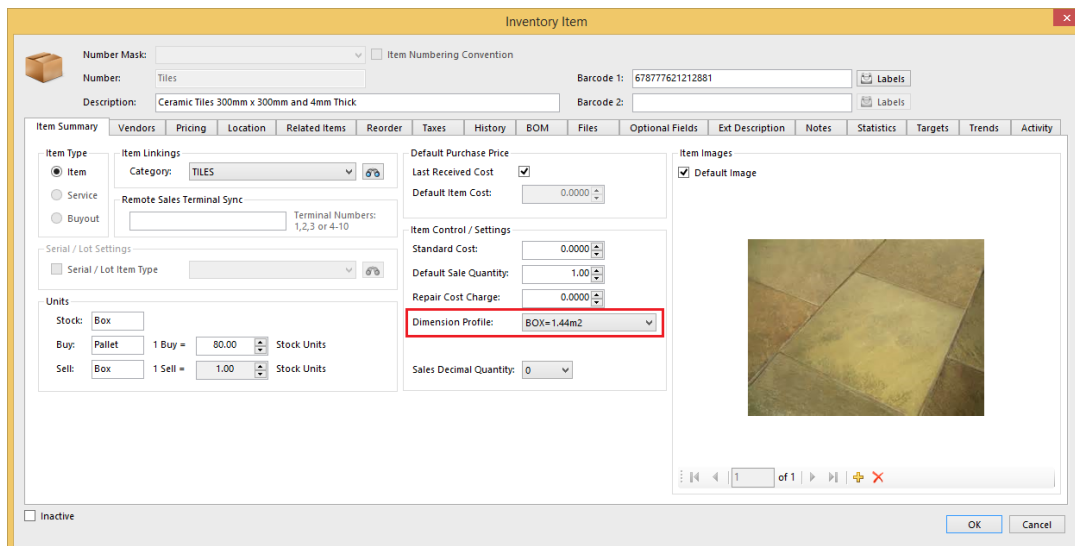 Inventory Item
Number Mask: Item Numbering Convention
Number: Tiles Barcode 1: 678777621212881 Labels
Description: Ceramic Tiles 300mm x 300mm and 4mm Thick Barcode 2: Labels
Item Summary Vendors Pricing Location Related Items Reorder Taxes History BOM Files Optional Fields Ext Description Notes Statistics Targets Trends Activity
Item Type Item Linkings Default Purchase Price Item Images
Item Category: TILES Last Received Cost Default Image
Service Remote Sales Terminal Sync Default Item Cost: 0.0000
Buyout Terminal Numbers:
1,2,3 or 4-10
Item Control / Settings
Serial / Lot Settings Standard Cost: 0.0000
Serial / Lot Item Type Default Sale Quantity: 1.00
Units Repair Cost Charge: 0.0000
Stock: Box Dimension Profile: BOX=1.44m2
Buy: Pallet 1 Buy = 80.00 Stock Units
Sell: Box 1 Sell = 1.00 Stock Units Sales Decimal Quantity: 0
1 of 1
Inactive
OK Cancel